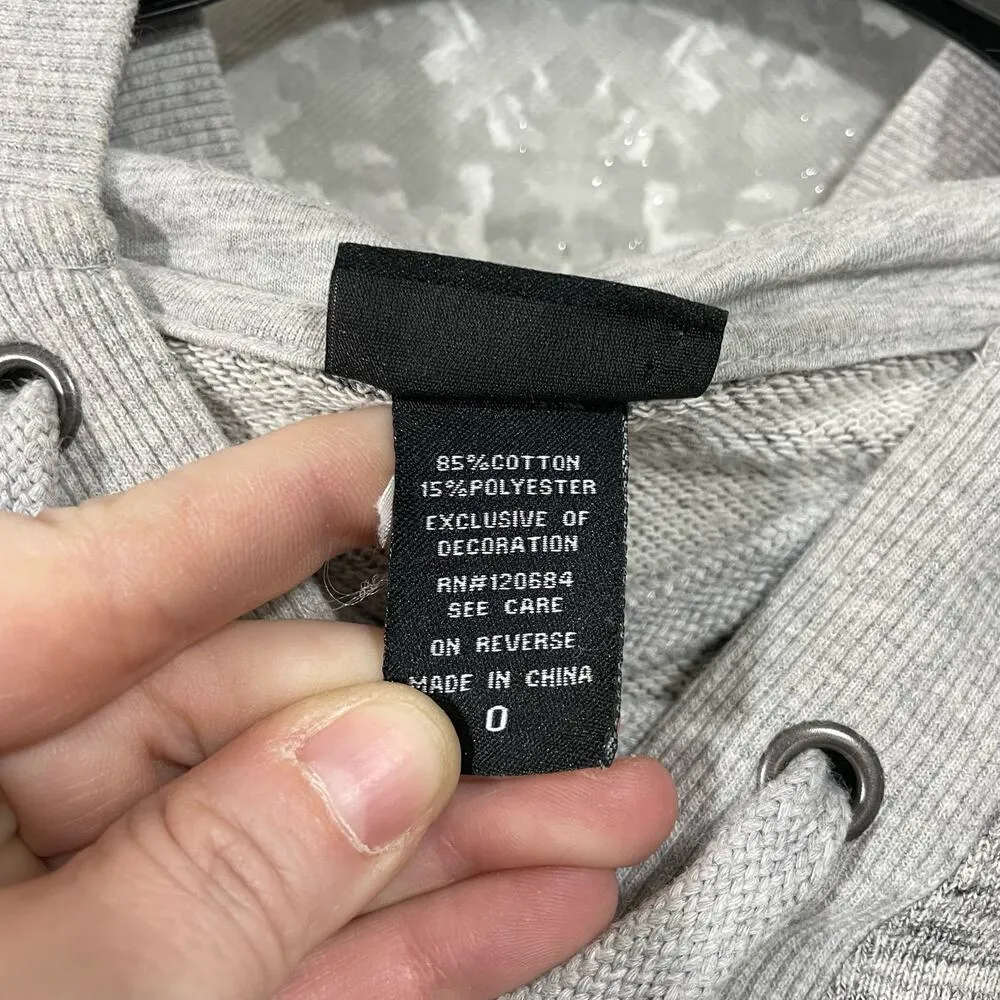 85%COTTON
15%POLYESTER
EXCLUSIVE OF
DECORATION
RN#120684
SEE CARE
ON REVERSE
MADE IN CHINA
0